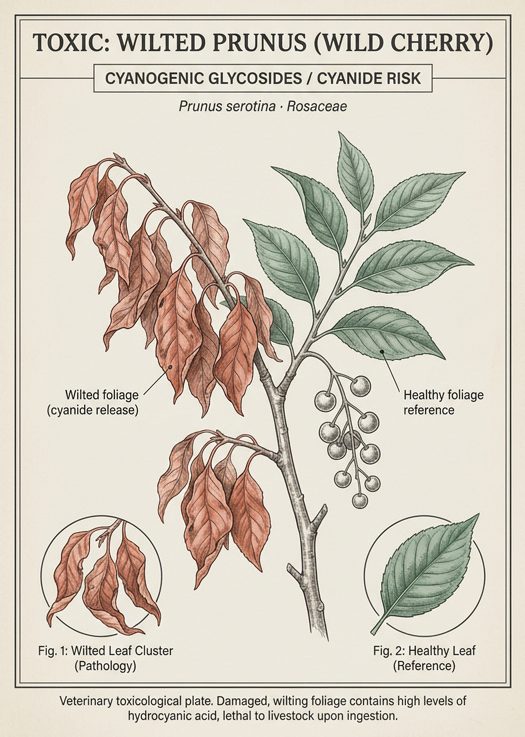 TOXIC: WILTED PRUNUS (WILD CHERRY)
CYANOGENIC GLYCOSIDES / CYANIDE RISK
Prunus serotina · Rosaceae
Wilted foliage
(cyanide release)
Healthy foliage
reference
Fig. 1: Wilted Leaf Cluster
(Pathology)
Fig. 2: Healthy Leaf
(Reference)
Veterinary toxicological plate. Damaged, wilting foliage contains high levels of
hydrocyanic acid, lethal to livestock upon ingestion.